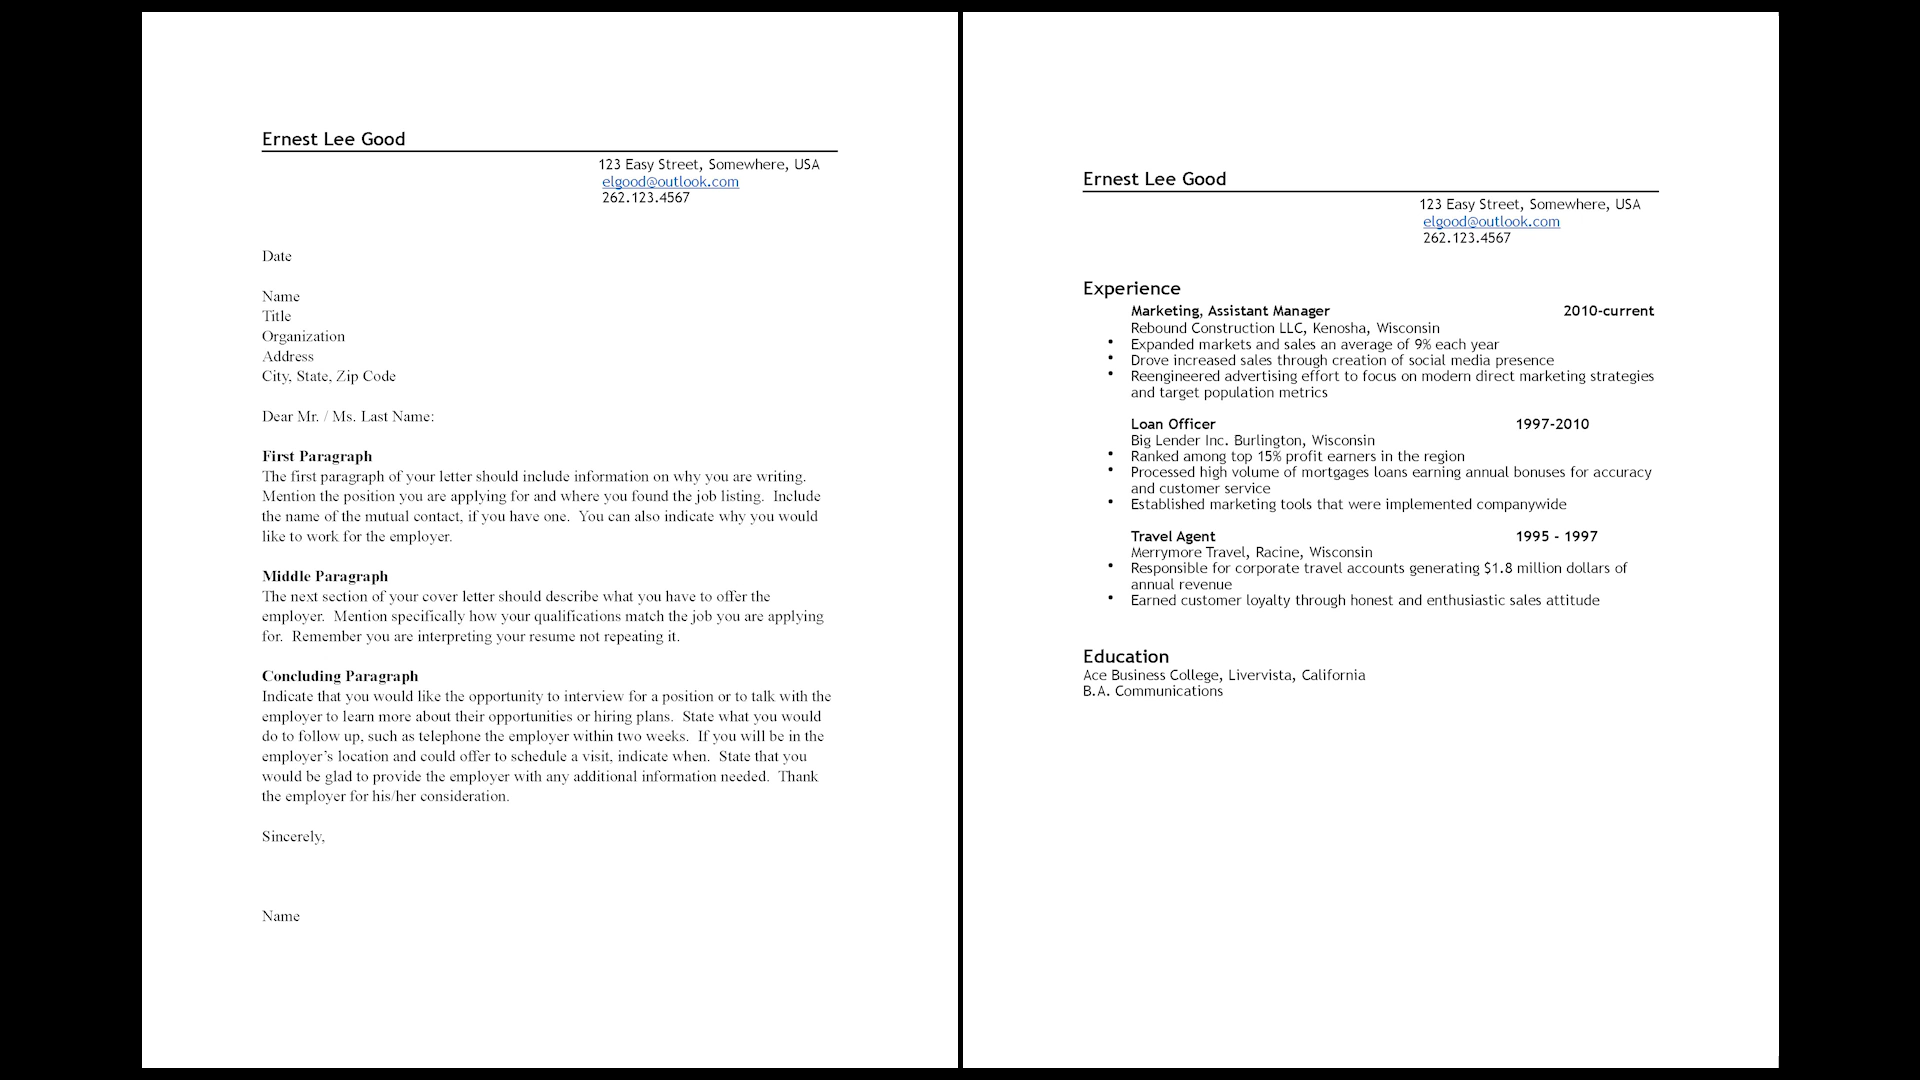 Ernest Lee Good
123 Easy Street, Somewhere, USA
elgood@outlook.com
262.123.4567
Date
Name
Title
Organization
Address
City, State, Zip Code
Dear Mr. / Ms. Last Name:
First Paragraph
The first paragraph of your letter should include information on why you are writing.
Mention the position you are applying for and where you found the job listing.  Include
the name of the mutual contact, if you have one.  You can also indicate why you would
like to work for the employer.
Middle Paragraph
The next section of your cover letter should describe what you have to offer the
employer.  Mention specifically how your qualifications match the job you are applying
for.  Remember you are interpreting your resume not repeating it.
Concluding Paragraph
Indicate that you would like the opportunity to interview for a position or to talk with the
employer to learn more about their opportunities or hiring plans.  State what you would
do to follow up, such as telephone the employer within two weeks.  If you will be in the
employer’s location and could offer to schedule a visit, indicate when.  State that you
would be glad to provide the employer with any additional information needed.  Thank
the employer for his/her consideration.
Sincerely,
Name
Ernest Lee Good
123 Easy Street, Somewhere, USA
elgood@outlook.com
262.123.4567
Experience
Marketing, Assistant Manager 2010-current
Rebound Construction LLC, Kenosha, Wisconsin
• Expanded markets and sales an average of 9% each year
• Drove increased sales through creation of social media presence
• Reengineered advertising effort to focus on modern direct marketing strategies
and target population metrics
Loan Officer 1997-2010
Big Lender Inc. Burlington, Wisconsin
• Ranked among top 15% profit earners in the region
• Processed high volume of mortgages loans earning annual bonuses for accuracy
and customer service
• Established marketing tools that were implemented companywide
Travel Agent 1995 - 1997
Merrymore Travel, Racine, Wisconsin
• Responsible for corporate travel accounts generating $1.8 million dollars of
annual revenue
• Earned customer loyalty through honest and enthusiastic sales attitude
Education
Ace Business College, Livervista, California
B.A. Communications